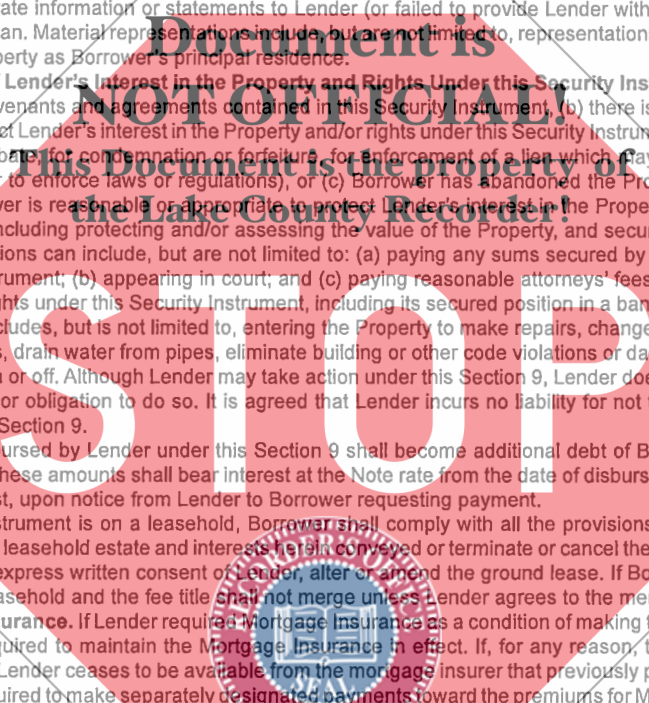 ate information or statements to Lender (or failed to provide Lender with
an. Material representations include, but are not limited to, representation
Document is
perty as Borrower's principal residence.
Lender's Interest in the Property and Rights Under this Security Ins
NOT OFFICIAL!
venants and agreements contained in this Security Instrument, (b) there is
ct Lender's interest in the Property and/or rights under this Security Instrum
bate, for condemnation or forfeiture, for enforcement of a lien which may
This Document is the property of
to enforce laws or regulations), or (c) Borrower has abandoned the Pro
ver is reasonable or appropriate to protect Lender's interest in the Prope
the Lake County Recorder!
ncluding protecting and/or assessing the value of the Property, and secur
ions can include, but are not limited to: (a) paying any sums secured by
rument; (b) appearing in court; and (c) paying reasonable attorneys' fees
ghts under this Security Instrument, including its secured position in a ban
cludes, but is not limited to, entering the Property to make repairs, change
, drain water from pipes, eliminate building or other code violations or da
STOP
n or off. Although Lender may take action under this Section 9, Lender doe
or obligation to do so. It is agreed that Lender incurs no liability for not
Section 9.
ursed by Lender under this Section 9 shall become additional debt of B
hese amounts shall bear interest at the Note rate from the date of disburs
st, upon notice from Lender to Borrower requesting payment.
strument is on a leasehold, Borrower shall comply with all the provisions
leasehold estate and interests herein conveyed or terminate or cancel the
express written consent of Lender, alter or amend the ground lease. If Bo
asehold and the fee title shall not merge unless Lender agrees to the me
urance. If Lender required Mortgage Insurance as a condition of making
quired to maintain the Mortgage Insurance in effect. If, for any reason, t
Lender ceases to be available from the mortgage insurer that previously p
uired to make separately designated payments toward the premiums for M
RECORDER'S OFFICE
SEAL